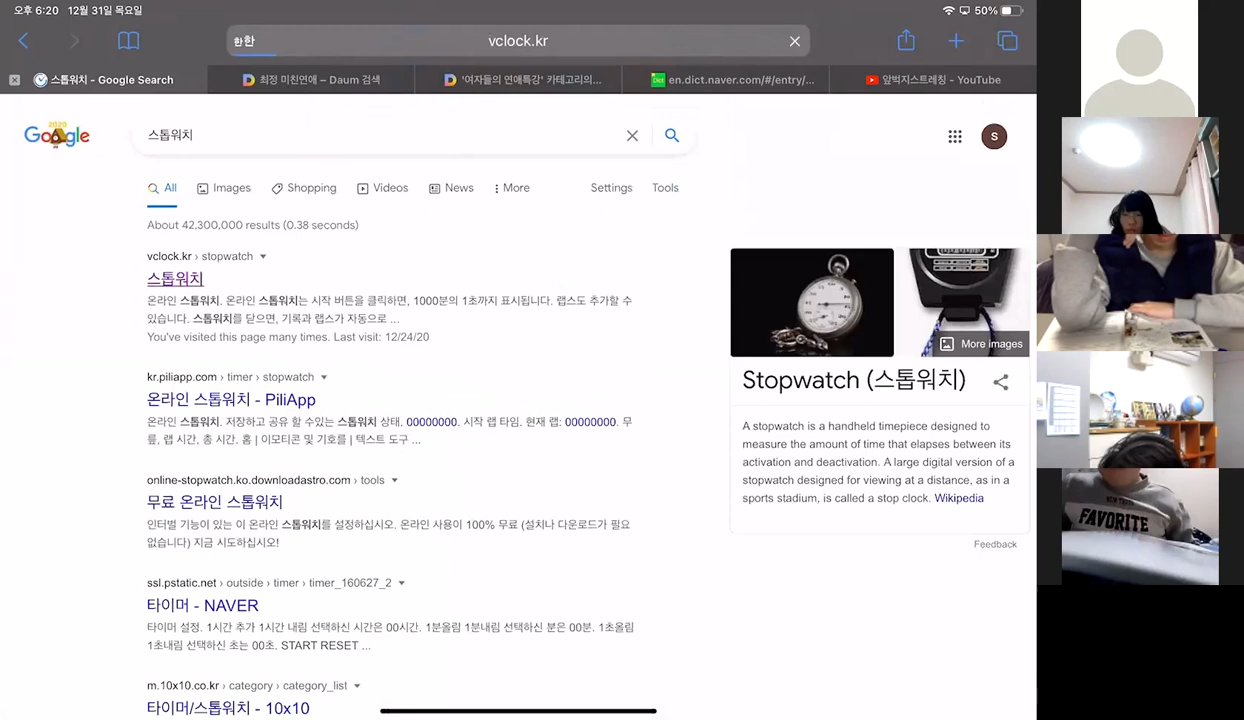 오후 6:20 12월 31일 목요일
50%
한한
vclock.kr
스톱워치 - Google Search
최정 미친연애 – Daum 검색
'여자들의 연애특강' 카테고리의...
en.dict.naver.com/#/entry/...
앞벅지스트레칭 - YouTube
2020
Google
스톱워치
S
All
Images
Shopping
Videos
News
More
Settings
Tools
About 42,300,000 results (0.38 seconds)
vclock.kr › stopwatch
스톱워치
온라인 스톱워치. 온라인 스톱워치는 시작 버튼을 클릭하면, 1000분의 1초까지 표시됩니다. 랩스도 추가할 수
있습니다. 스톱워치를 닫으면, 기록과 랩스가 자동으로 ...
You've visited this page many times. Last visit: 12/24/20
kr.piliapp.com › timer › stopwatch
온라인 스톱워치 - PiliApp
온라인 스톱워치. 저장하고 공유 할 수있는 스톱워치 상태. 00000000. 시작 랩 타임. 현재 랩: 00000000. 무
릎, 랩 시간, 총 시간. 홈 | 이모티콘 및 기호를 | 텍스트 도구 ...
online-stopwatch.ko.downloadastro.com › tools
무료 온라인 스톱워치
인터벌 기능이 있는 이 온라인 스톱워치를 설정하십시오. 온라인 사용이 100% 무료 (설치나 다운로드가 필요
없습니다) 지금 시도하십시오!
ssl.pstatic.net › outside › timer › timer_160627_2
타이머 - NAVER
타이머 설정. 1시간 추가 1시간 내림 선택하신 시간은 00시간. 1분올림 1분내림 선택하신 분은 00분. 1초올림
1초내림 선택하신 초는 00초. START RESET ...
m.10x10.co.kr › category › category_list
타이머/스톱워치 - 10x10
More images
Stopwatch (스톱워치)
A stopwatch is a handheld timepiece designed to
measure the amount of time that elapses between its
activation and deactivation. A large digital version of a
stopwatch designed for viewing at a distance, as in a
sports stadium, is called a stop clock. Wikipedia
Feedback
FAVORITE